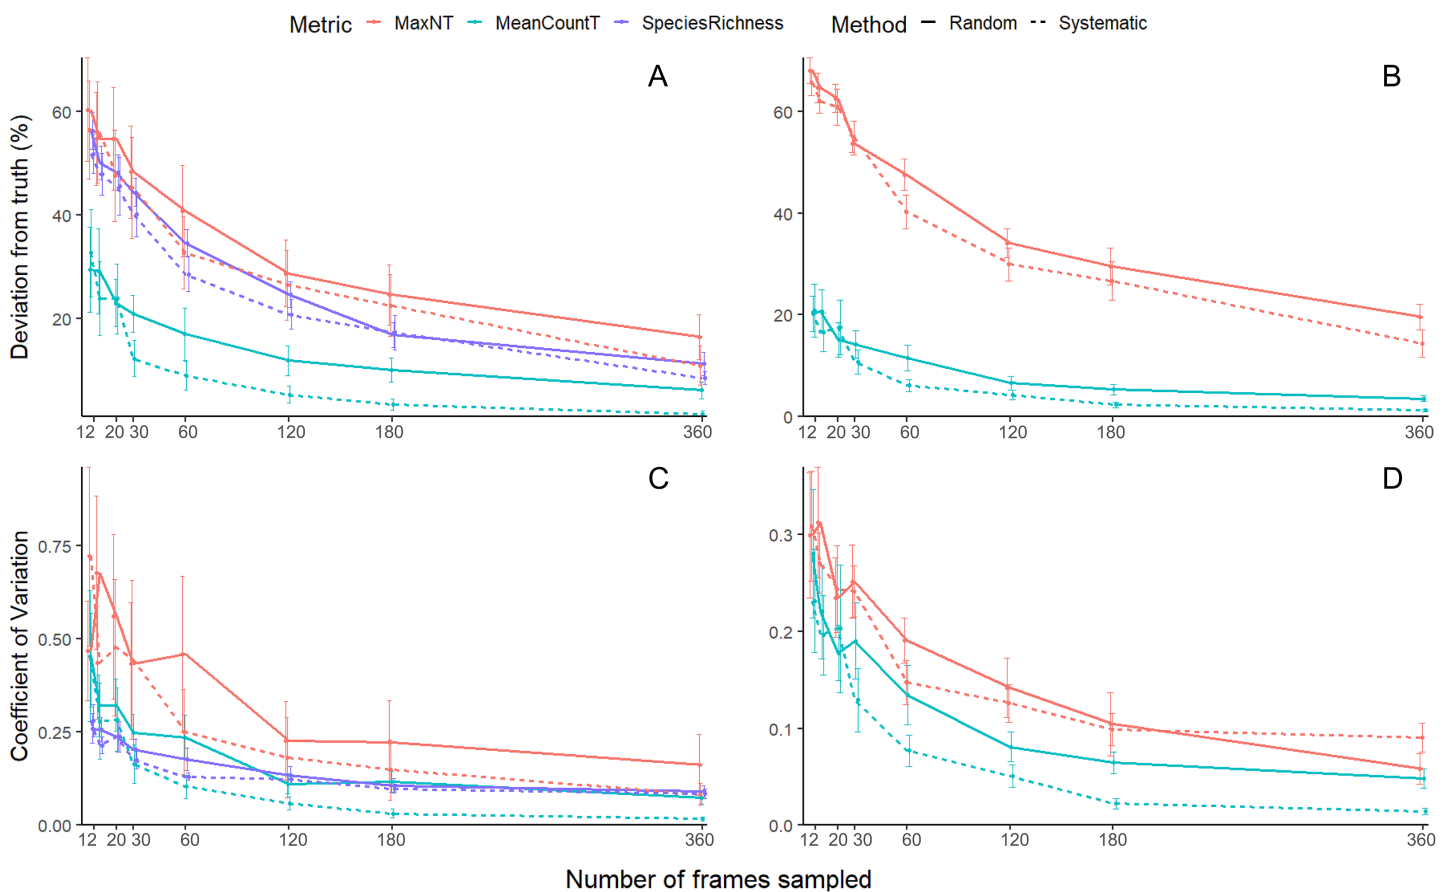 Metric MaxNT MeanCountT SpeciesRichness Method Random Systematic
A
B
Deviation from truth (%)
60
40
20
12 20 30 60 120 180 360
60
40
20
0
12 20 30 60 120 180 360
C
D
Coefficient of Variation
0.75
0.50
0.25
0.00
12 20 30 60 120 180 360
0.3
0.2
0.1
0.0
12 20 30 60 120 180 360
Number of frames sampled